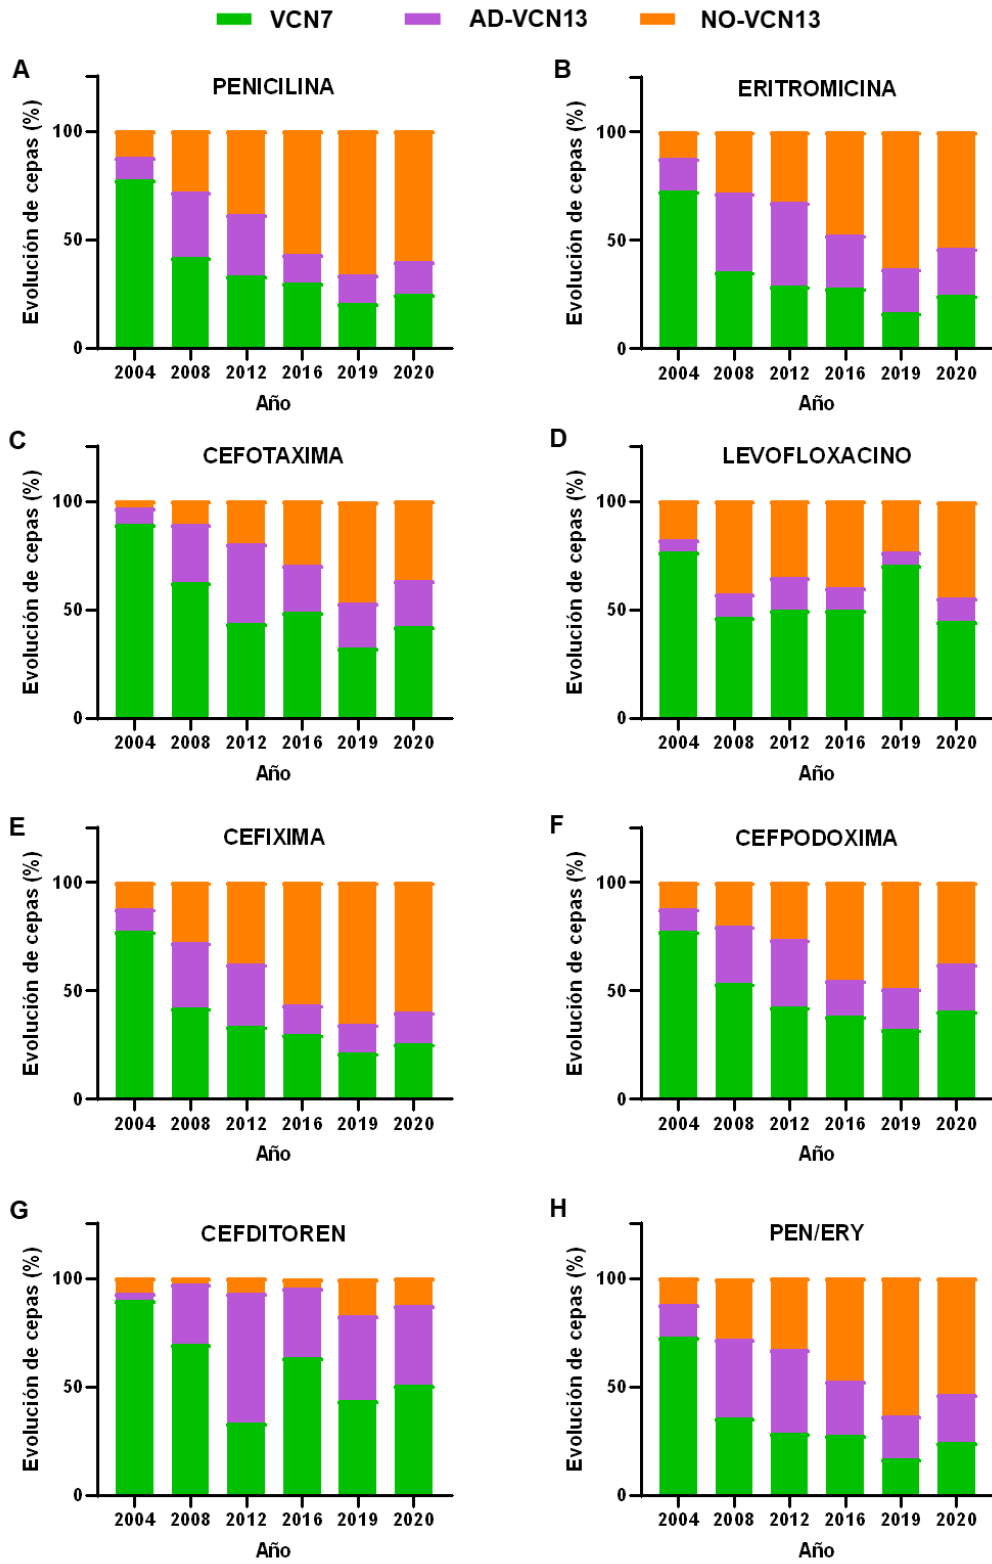 VCN7 AD-VCN13 NO-VCN13
A
PENICILINA
Evolución de cepas (%)
100
50
0
2004 2008 2012 2016 2019 2020
Año
B
ERITROMICINA
Evolución de cepas (%)
100
50
0
2004 2008 2012 2016 2019 2020
Año
C
CEFOTAXIMA
Evolución de cepas (%)
100
50
0
2004 2008 2012 2016 2019 2020
Año
D
LEVOFLOXACINO
Evolución de cepas (%)
100
50
0
2004 2008 2012 2016 2019 2020
Año
E
CEFIXIMA
Evolución de cepas (%)
100
50
0
2004 2008 2012 2016 2019 2020
Año
F
CEFPODOXIMA
Evolución de cepas (%)
100
50
0
2004 2008 2012 2016 2019 2020
Año
G
CEFDITOREN
Evolución de cepas (%)
100
50
0
2004 2008 2012 2016 2019 2020
Año
H
PEN/ERY
Evolución de cepas (%)
100
50
0
2004 2008 2012 2016 2019 2020
Año